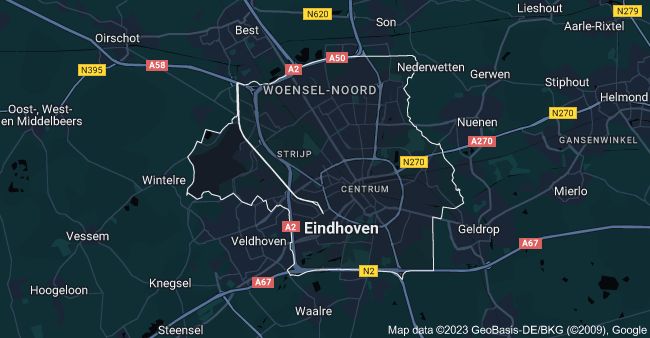 N620
Son
Lieshout
N279
Aarle-Rixtel
Best
Oirschot
A50
A58
N395
A2
Nederwetten
Gerwen
Stiphout
WOENSEL-NOORD
Helmond
Oost-, West-
en Middelbeers
Nuenen
N270
A270
GANSENWINKEL
STRIJP
N270
Wintelre
CENTRUM
Mierlo
A2
Eindhoven
Geldrop
Vessem
Veldhoven
A67
N2
Knegsel
A67
Hoogeloon
Waalre
Steensel
Map data ©2023 GeoBasis-DE/BKG (©2009), Google